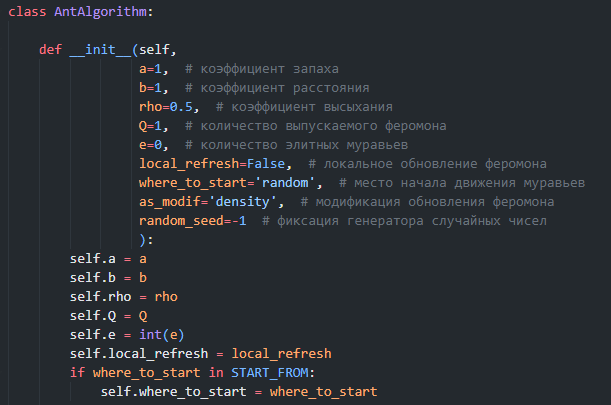 class AntAlgorithm:
    def __init__(self,
                 a=1,  # коэффициент запаха
                 b=1,  # коэффициент расстояния
                 rho=0.5,  # коэффициент высыхания
                 Q=1,  # количество выпускаемого феромона
                 e=0,  # количество элитных муравьев
                 local_refresh=False,  # локальное обновление феромона
                 where_to_start='random',  # место начала движения муравьев
                 as_modif='density',  # модификация обновления феромона
                 random_seed=-1  # фиксация генератора случайных чисел
                 ):
        self.a = a
        self.b = b
        self.rho = rho
        self.Q = Q
        self.e = int(e)
        self.local_refresh = local_refresh
        if where_to_start in START_FROM:
            self.where_to_start = where_to_start